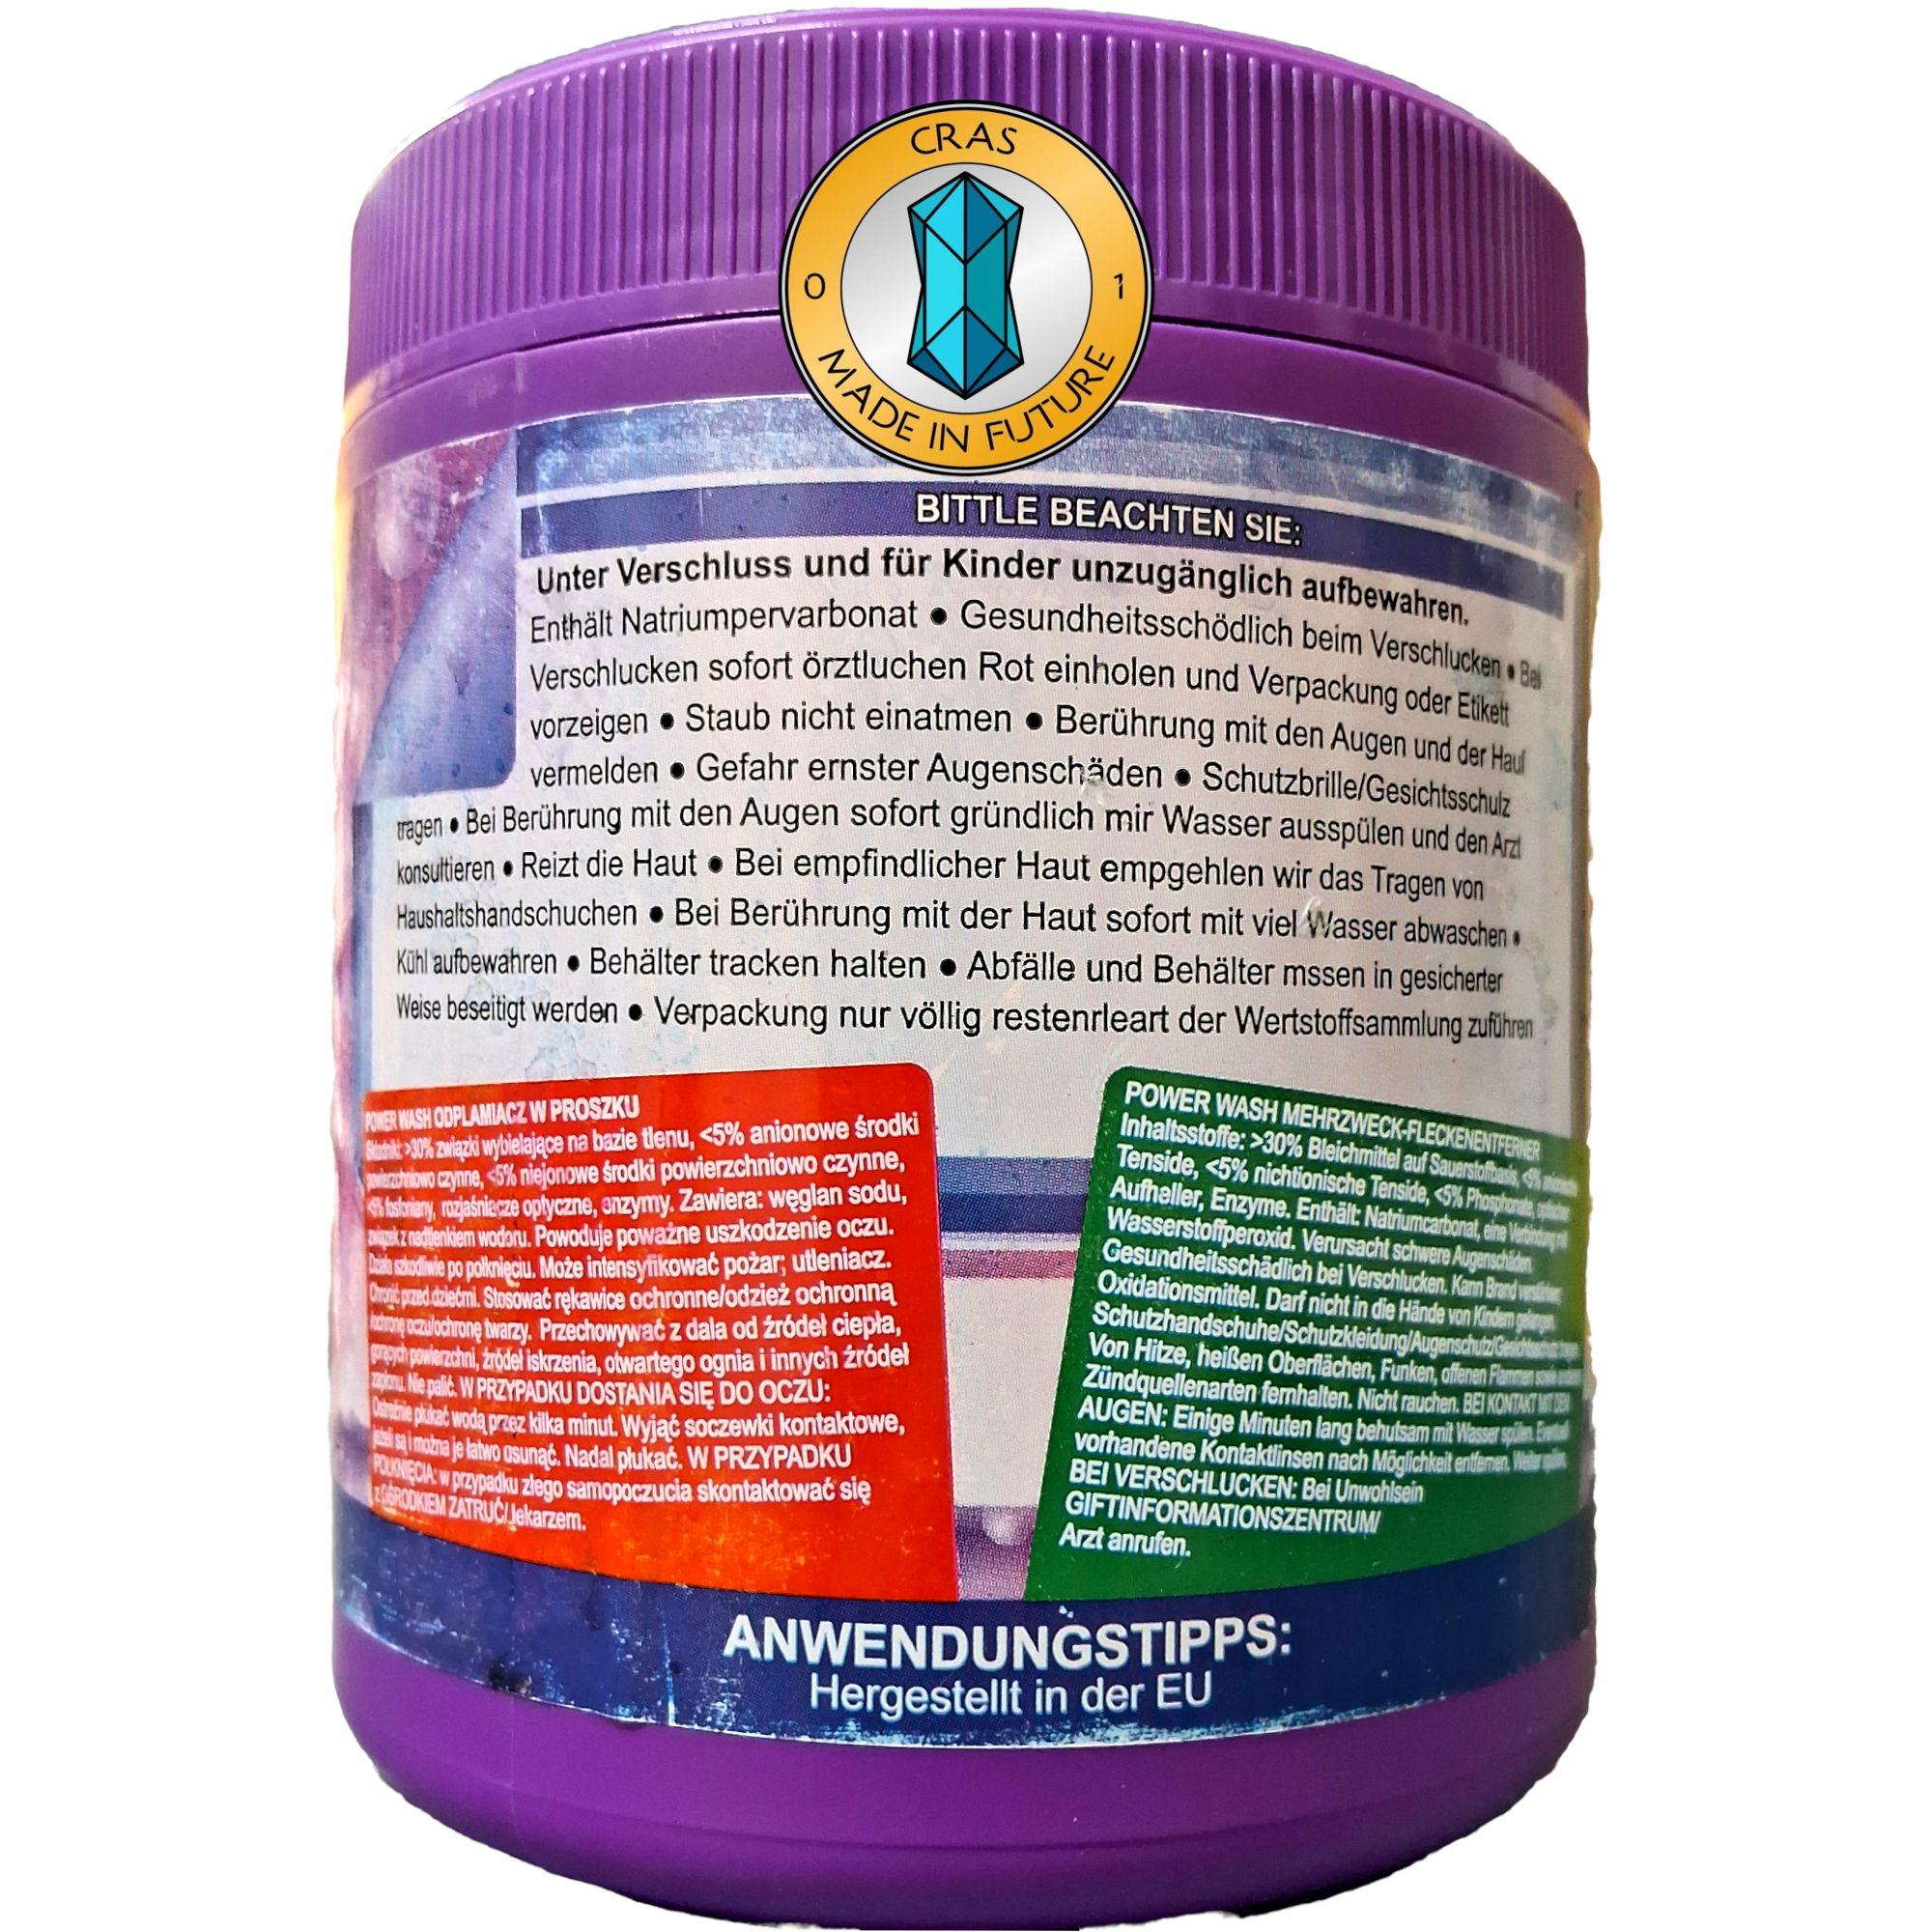 CRAS
0 1
MADE IN FUTURE
BITTLE BEACHTEN SIE:
Unter Verschluss und für Kinder unzugänglich aufbewahren.
Enthält Natriumpervarbonat • Gesundheitsschödlich beim Verschlucken • Bei
Verschlucken sofort örztluchen Rot einholen und Verpackung oder Etikett
vorzeigen • Staub nicht einatmen • Berührung mit den Augen und der Haul
vermelden • Gefahr ernster Augenschäden • Schutzbrille/Gesichtsschulz
tragen • Bei Berührung mit den Augen sofort gründlich mir Wasser ausspülen und den Arzl
konsultieren • Reizt die Haut • Bei empfindlicher Haut empgehlen wir das Tragen von
Haushaltshandschuchen • Bei Berührung mit der Haut sofort mit viel Wasser abwaschen •
Kühl aufbewahren • Behälter tracken halten • Abfälle und Behälter mssen in gesicherter
Weise beseitigt werden • Verpackung nur völlig restenrleart der Wertstoffsammlung zuführen
POWER WASH ODPLAMIACZ W PROSZKU
Składniki: >30% związki wybielające na bazie tlenu, <5% anionowe środki
powierzchniowo czynne, <5% niejonowe środki powierzchniowo czynne,
<5% fosfoniany, rozjaśniacze optyczne, enzymy. Zawiera: węglan sodu,
związek z nadtlenkiem wodoru. Powoduje poważne uszkodzenie oczu.
Działa szkodliwie po połknięciu. Może intensyfikować pożar; utleniacz.
Chronić przed dziećmi. Stosować rękawice ochronne/odzież ochronną
/ochronę oczu/ochronę twarzy. Przechowywać z dala od źródeł ciepła,
gorących powierzchni, źródeł iskrzenia, otwartego ognia i innych źródeł
zapłonu. Nie palić. W PRZYPADKU DOSTANIA SIĘ DO OCZU:
Ostrożnie płukać wodą przez kilka minut. Wyjąć soczewki kontaktowe,
jeżeli są i można je łatwo usunąć. Nadal płukać. W PRZYPADKU
POŁKNIĘCIA: w przypadku złego samopoczucia skontaktować się
z OŚRODKIEM ZATRUĆ/ lekarzem.
POWER WASH MEHRZWECK-FLECKENENTFERNER
Inhaltsstoffe: >30% Bleichmittel auf Sauerstoffbasis, <5%
Tenside, <5% nichtionische Tenside, <5% Phosphonate,
Aufheller, Enzyme. Enthält: Natriumcarbonat, eine Verbindung mit
Wasserstoffperoxid. Verursacht schwere Augenschäden.
Gesundheitsschädlich bei Verschlucken. Kann Brand verstärken;
Oxidationsmittel. Darf nicht in die Hände von Kindern gelangen.
Schutzhandschuhe/Schutzkleidung/Augenschutz/Gesichtsschutz
Von Hitze, heißen Oberflächen, Funken, offenen Flammen sowie
Zündquellenarten fernhalten. Nicht rauchen. BEI KONTAKT MIT DEN
AUGEN: Einige Minuten lang behutsam mit Wasser spülen. Eventuell
vorhandene Kontaktlinsen nach Möglichkeit entfernen. Weiter spülen.
BEI VERSCHLUCKEN: Bei Unwohlsein
GIFTINFORMATIONSZENTRUM/
Arzt anrufen.
ANWENDUNGSTIPPS:
Hergestellt in der EU